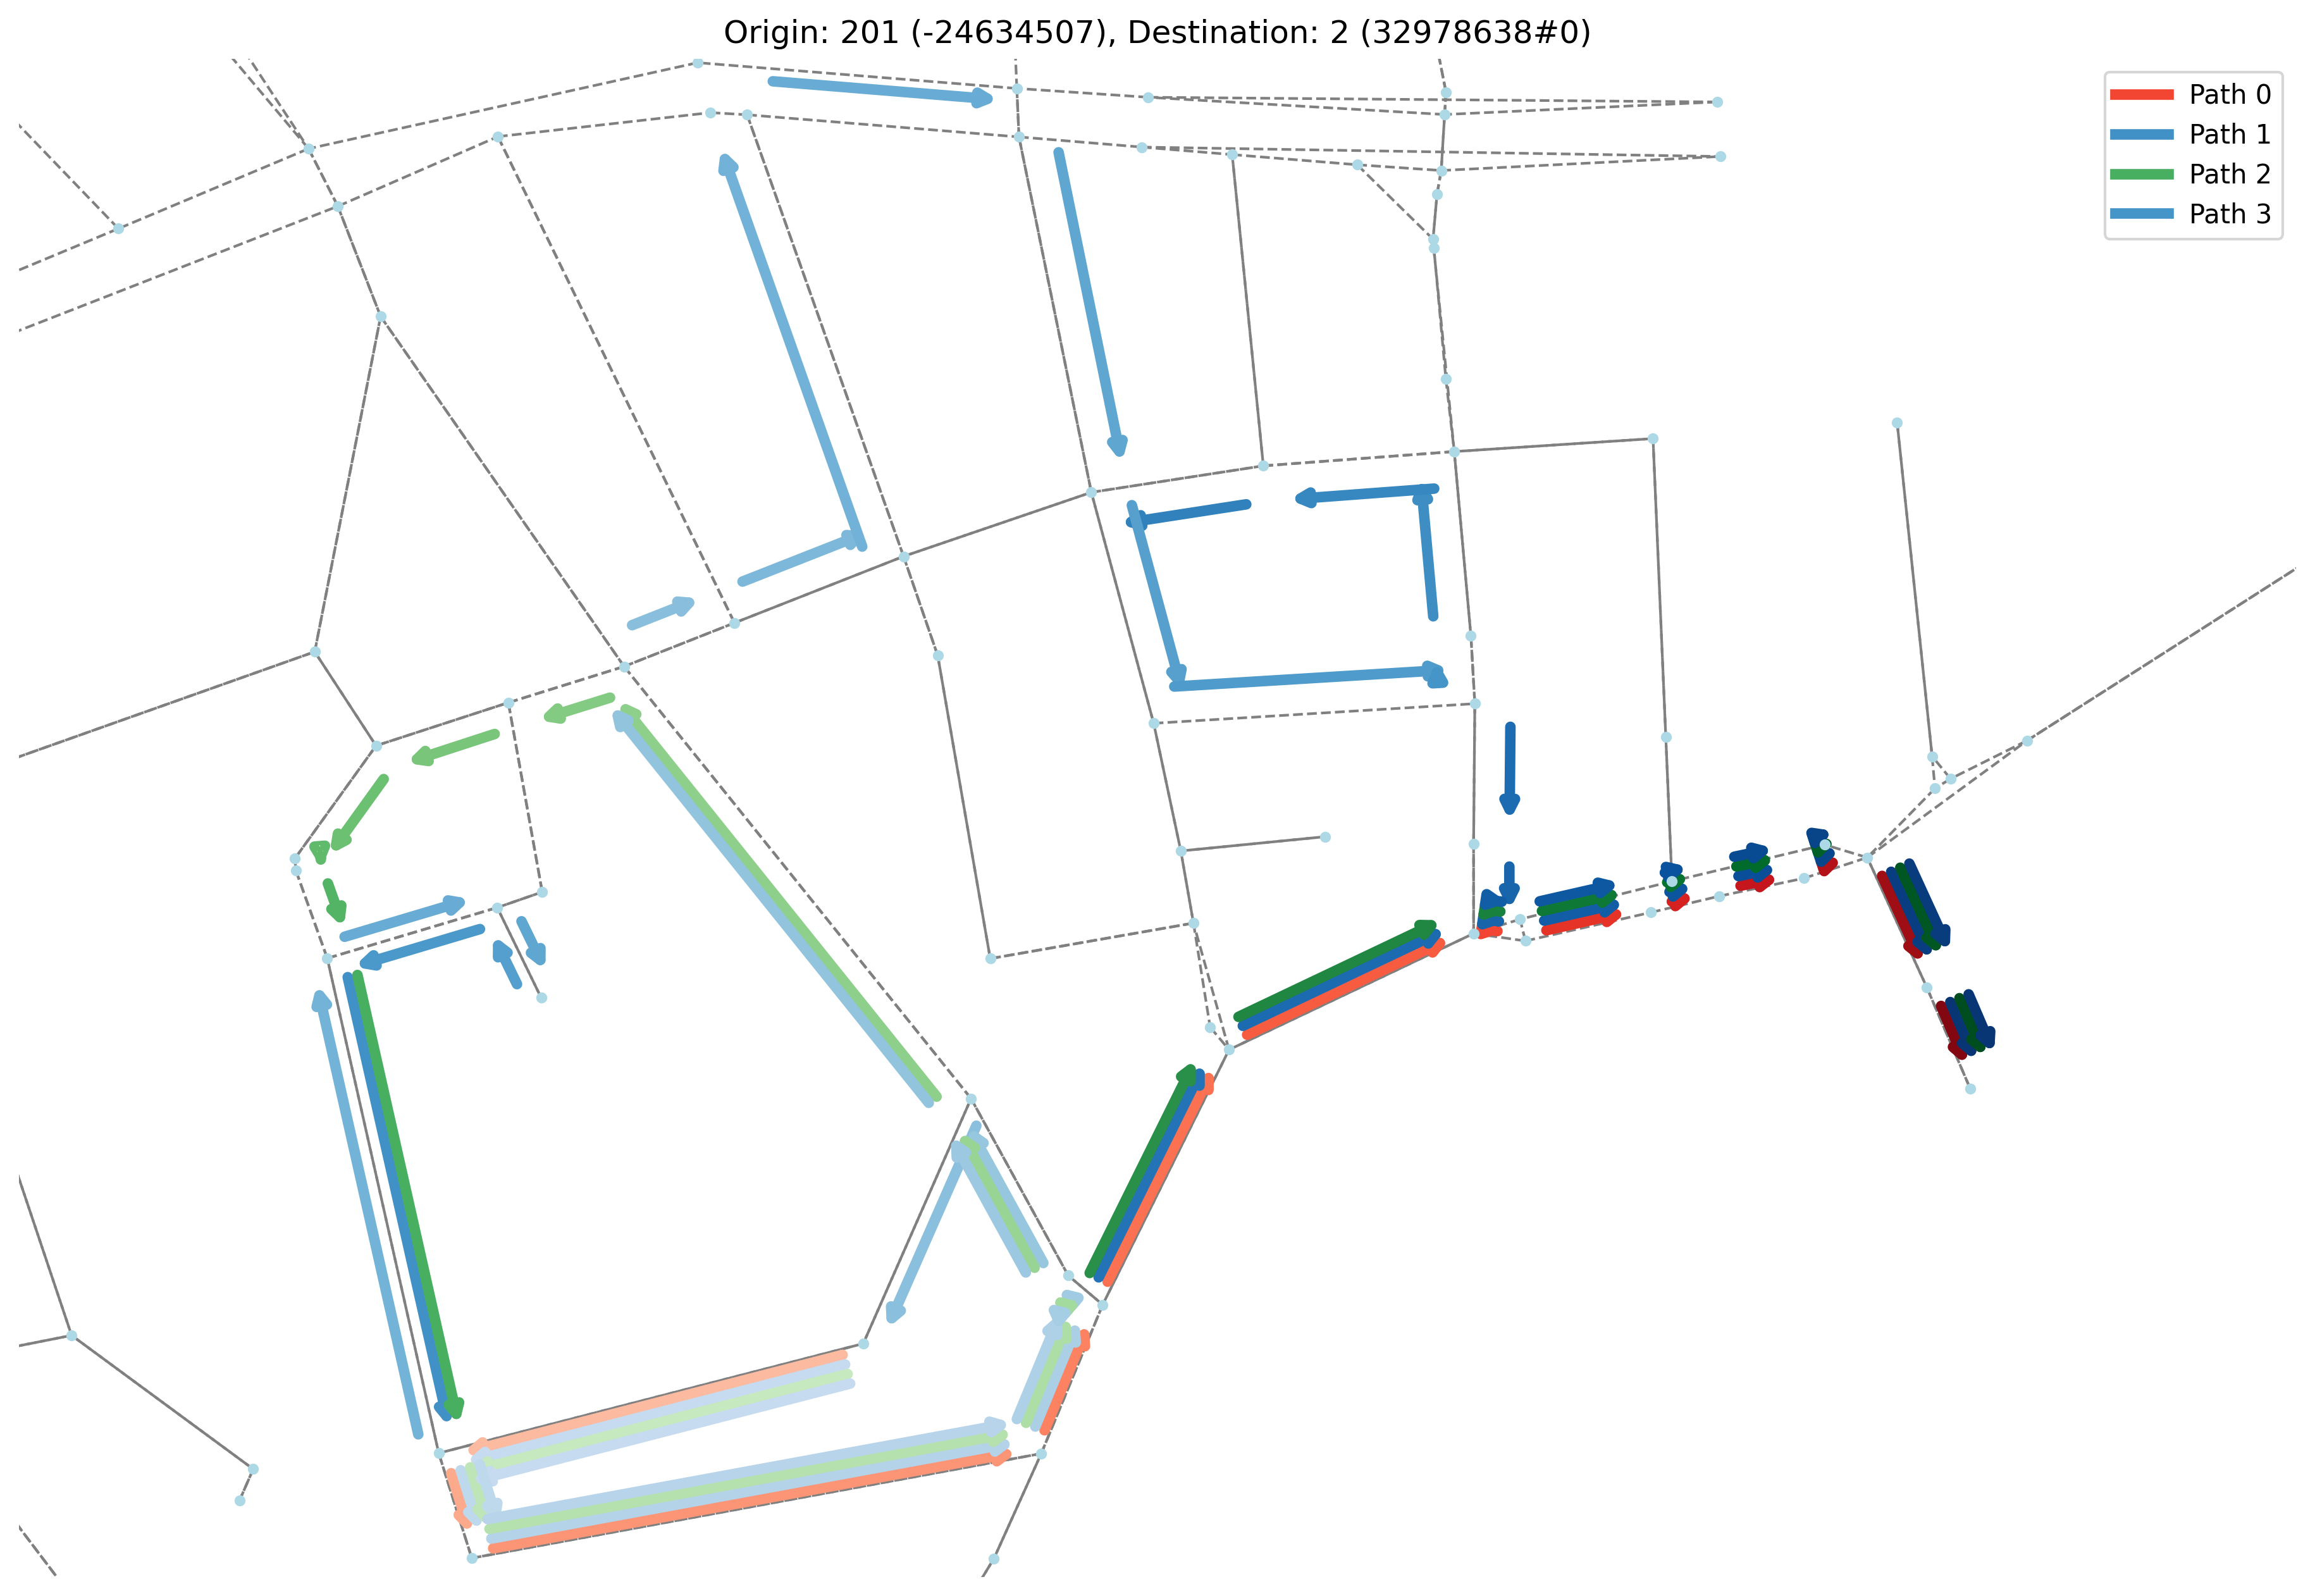 Origin: 201 (-24634507), Destination: 2 (32978638#0)
Path 0
Path 1
Path 2
Path 3